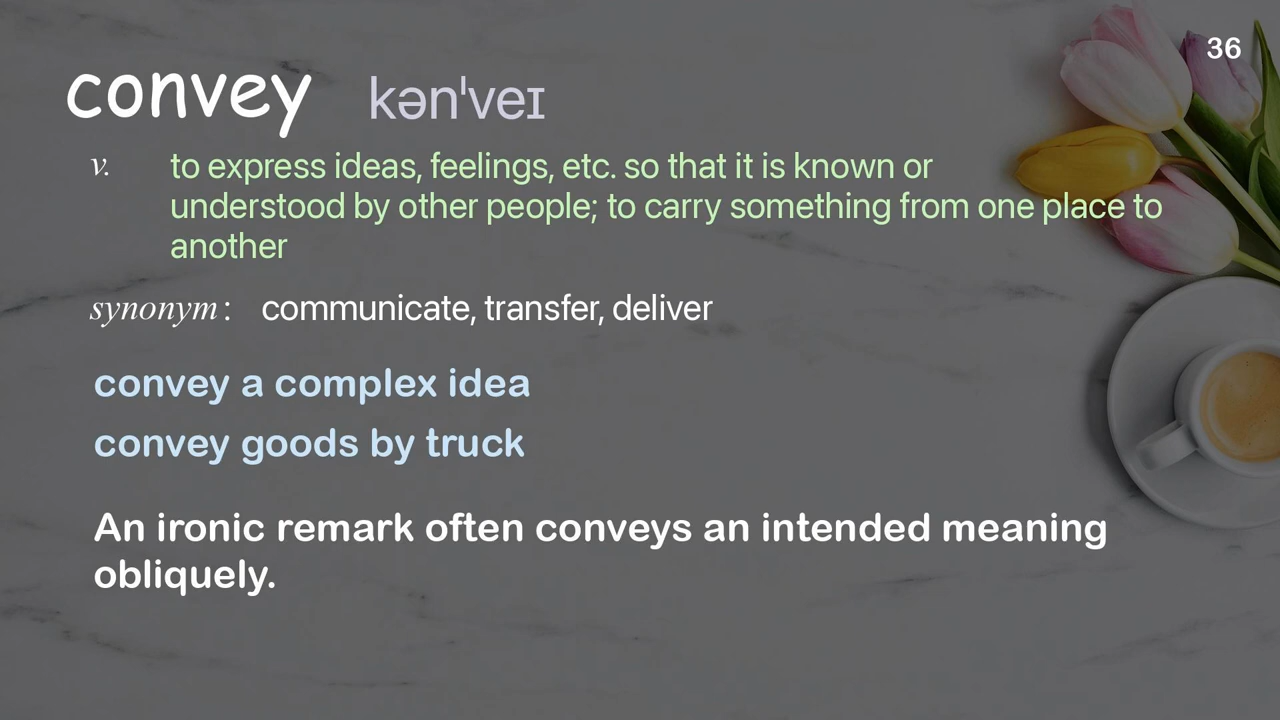 36
convey kən'veɪ
v. to express ideas, feelings, etc. so that it is known or
understood by other people; to carry something from one place to
another
synonym: communicate, transfer, deliver
convey a complex idea
convey goods by truck
An ironic remark often conveys an intended meaning
obliquely.